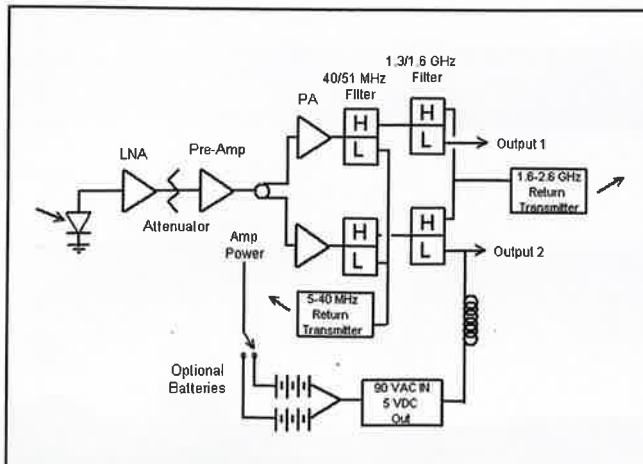 1.3/1.6 GHz
Filter
40/51 MHz
Filter
PA
H
L
H
L
Pre-Amp
LNA
Output 1
1.6-2.6 GHz
Return
Transmitter
Attenuator
Amp
Power
H
L
H
L
Output 2
5-40 MHz
Return
Transmitter
Optional
Batteries
90 VAC IN
5 VDC
Out